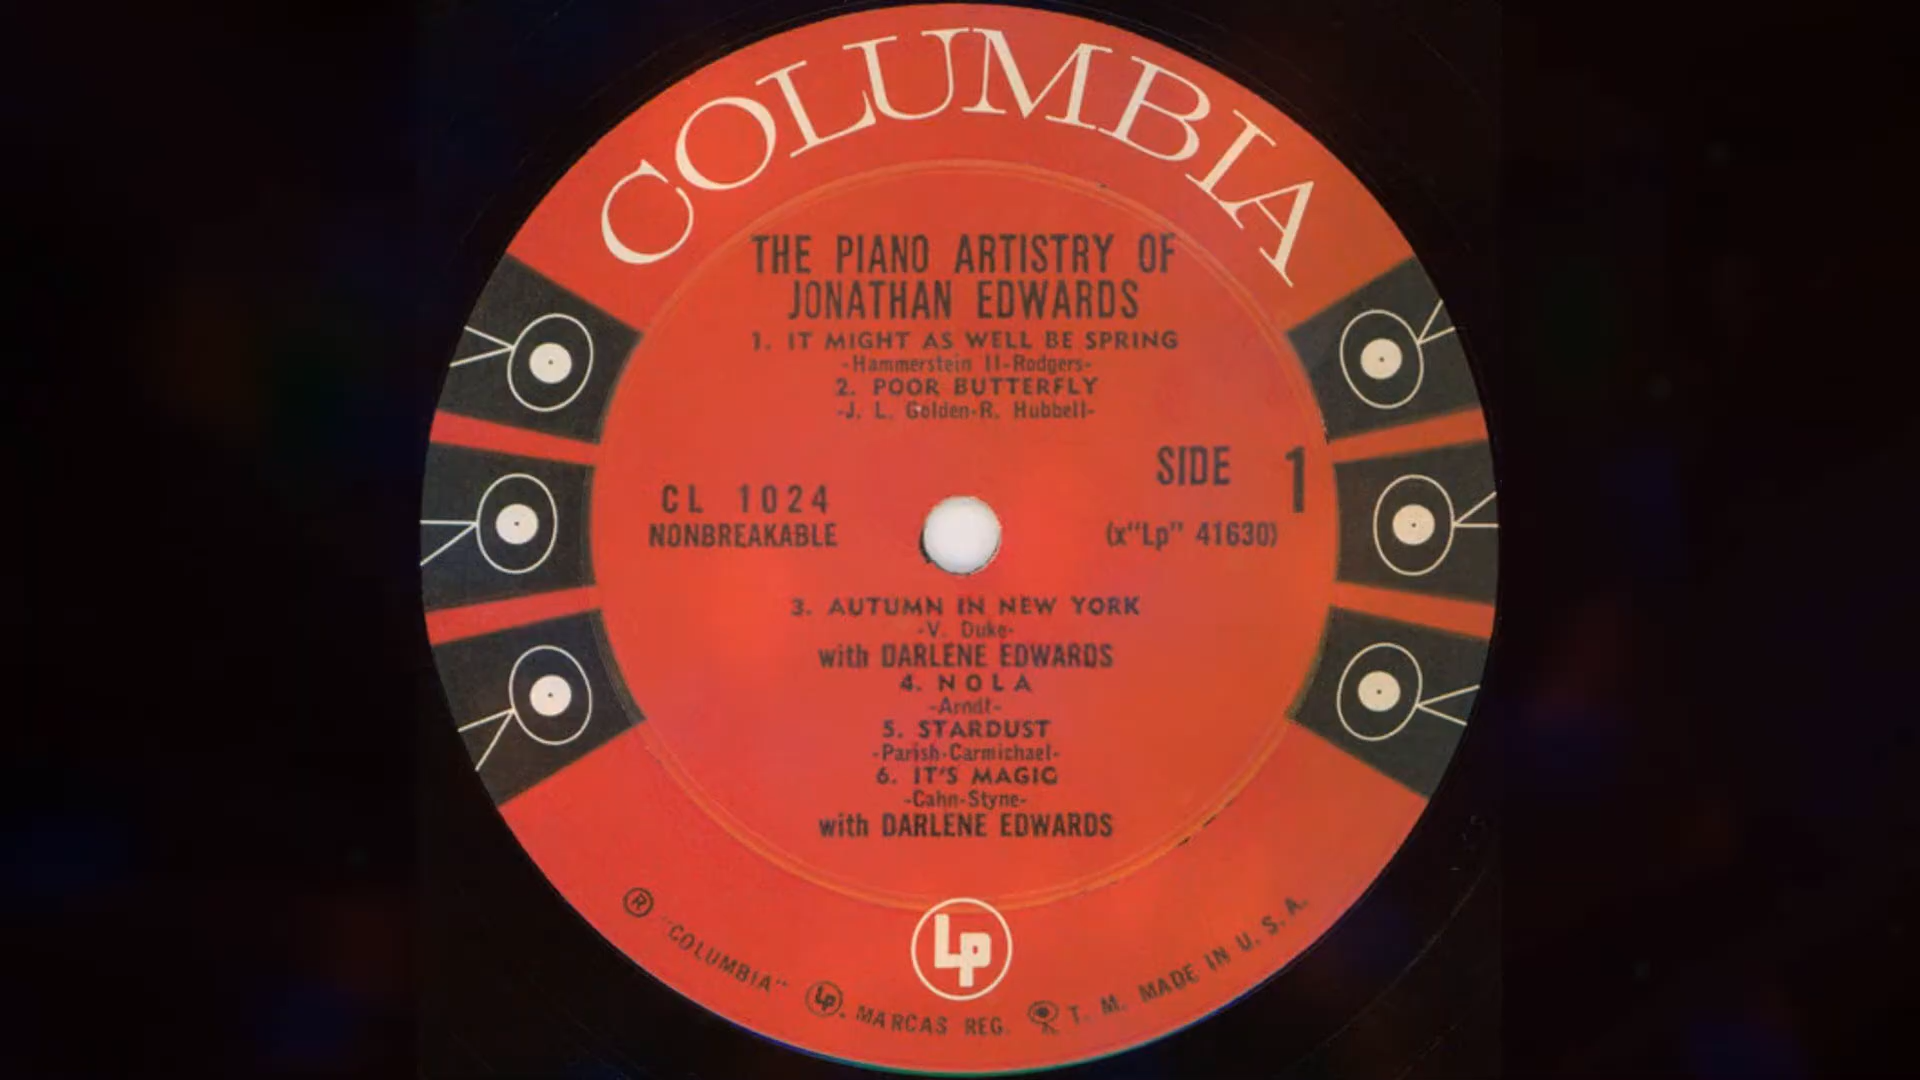 COLUMBIA
THE PIANO ARTISTRY OF
JONATHAN EDWARDS
1. IT MIGHT AS WELL BE SPRING
-Hammerstein II-Rodgers-
2. POOR BUTTERFLY
-J. L. Golden-R. Hubbell-
SIDE 1
CL 1024
NONBREAKABLE
(x"Lp" 41630)
3. AUTUMN IN NEW YORK
-V. Duke-
with DARLENE EDWARDS
4. NOLA
-Arndt-
5. STARDUST
-Parish-Carmichael-
6. IT'S MAGIC
-Cahn-Styne-
with DARLENE EDWARDS
Lp
® "COLUMBIA" Lp. MARCAS REG. T. M. MADE IN U. S. A.